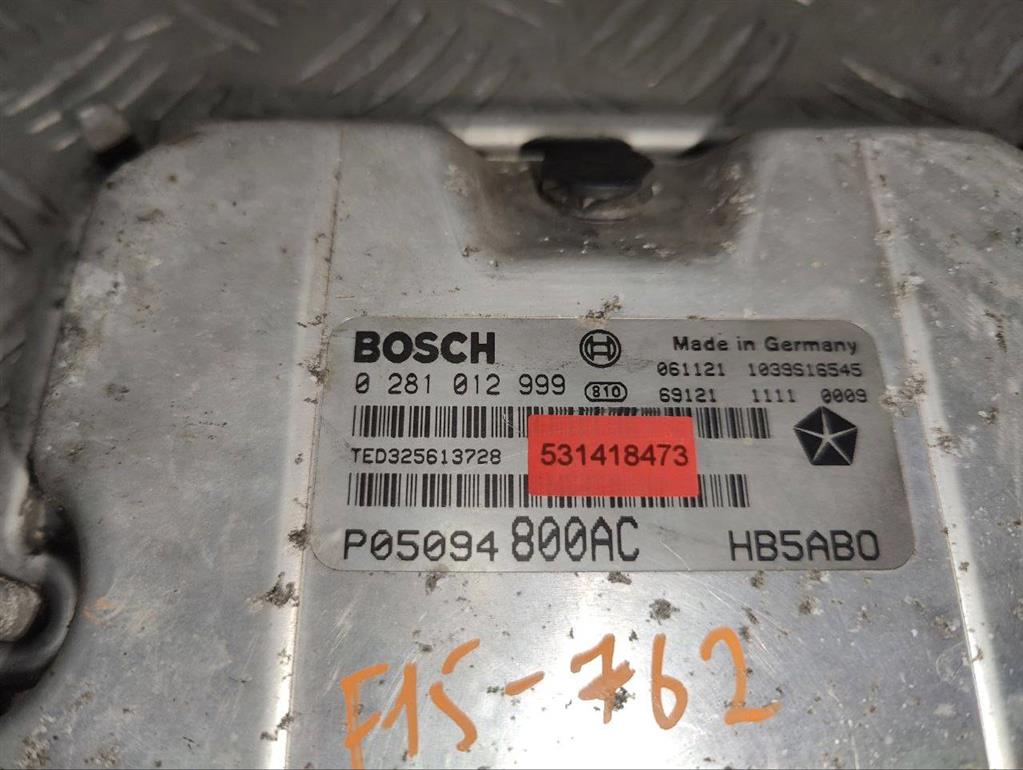 BOSCH
Made in Germany
0 281 012 999
810
061121 1039S16545
69121 1111 0009
TED325613728
531418473
P05094 800AC HB5ABO
F15-762